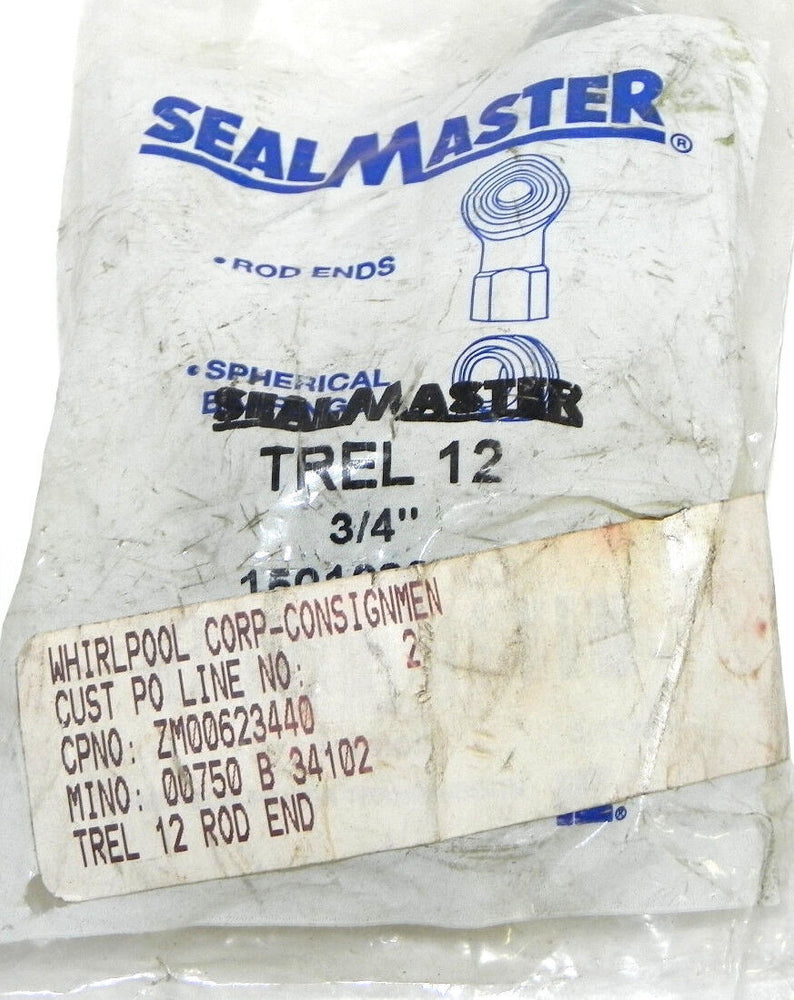 SEALMASTER®
• ROD ENDS
• SPHERICAL
SEALMASTER
TREL 12
3/4"
WHIRLPOOL CORP-CONSIGNMEN
CUST PO LINE NO: 2
CPNO: ZM00623440
MINO: 00750 B 34102
TREL 12 ROD END
®